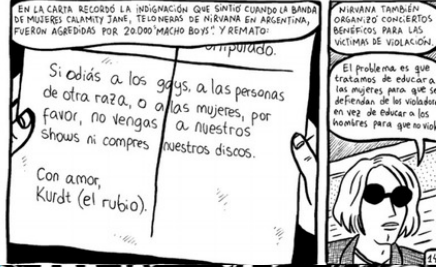 EN LA CARTA RECORDÓ LA INDIGNACIÓN QUE SINTIÓ CUANDO LA BANDA
DE MUJERES CALAMITY JANE, TELONERAS DE NIRVANA EN ARGENTINA,
FUERON AGREDIDAS POR 20.000 "MACHO BOYS". Y REMATÓ:
Si odiás a los gays, a las personas
de otra raza, o a las mujeres, por
favor, no vengas a nuestros
shows ni compres nuestros discos.
Con amor,
Kurdt (el rubio).
NIRVANA TAMBIÉN
ORGANIZÓ CONCIERTOS
BENÉFICOS PARA LAS
VÍCTIMAS DE VIOLACIÓN.
El problema es que
tratamos de educar a
las mujeres para que se
defiendan de los violadores
en vez de educar a los
hombres para que no viol